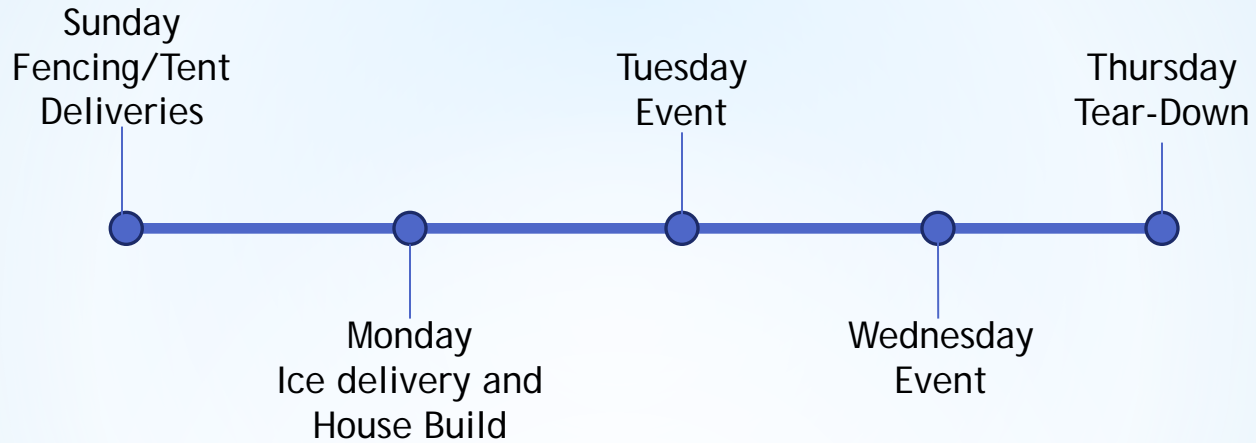 Sunday
Fencing/Tent
Deliveries
Monday
Ice delivery and
House Build
Tuesday
Event
Wednesday
Event
Thursday
Tear-Down